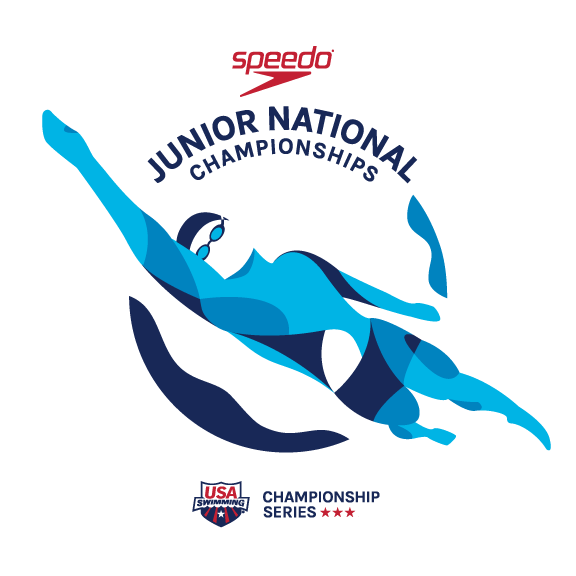 speedo
JUNIOR NATIONAL
CHAMPIONSHIPS
USA
SWIMMING
CHAMPIONSHIP
SERIES ★★★